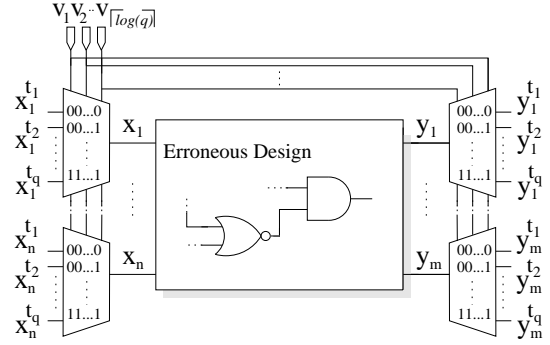 v₁ v₂ ·· v⌈log(q)⌉
x₁^t₁ 00...0 00...0 y₁^t₁
x₁^t₂ 00...1 x₁ y₁ 00...1 y₁^t₂
Erroneous Design
x₁^tq 11...1 11...1 y₁^tq
xₙ^t₁ 00...0 00...0 yₘ^t₁
xₙ^t₂ 00...1 xₙ yₘ 00...1 yₘ^t₂
xₙ^tq 11...1 11...1 yₘ^tq